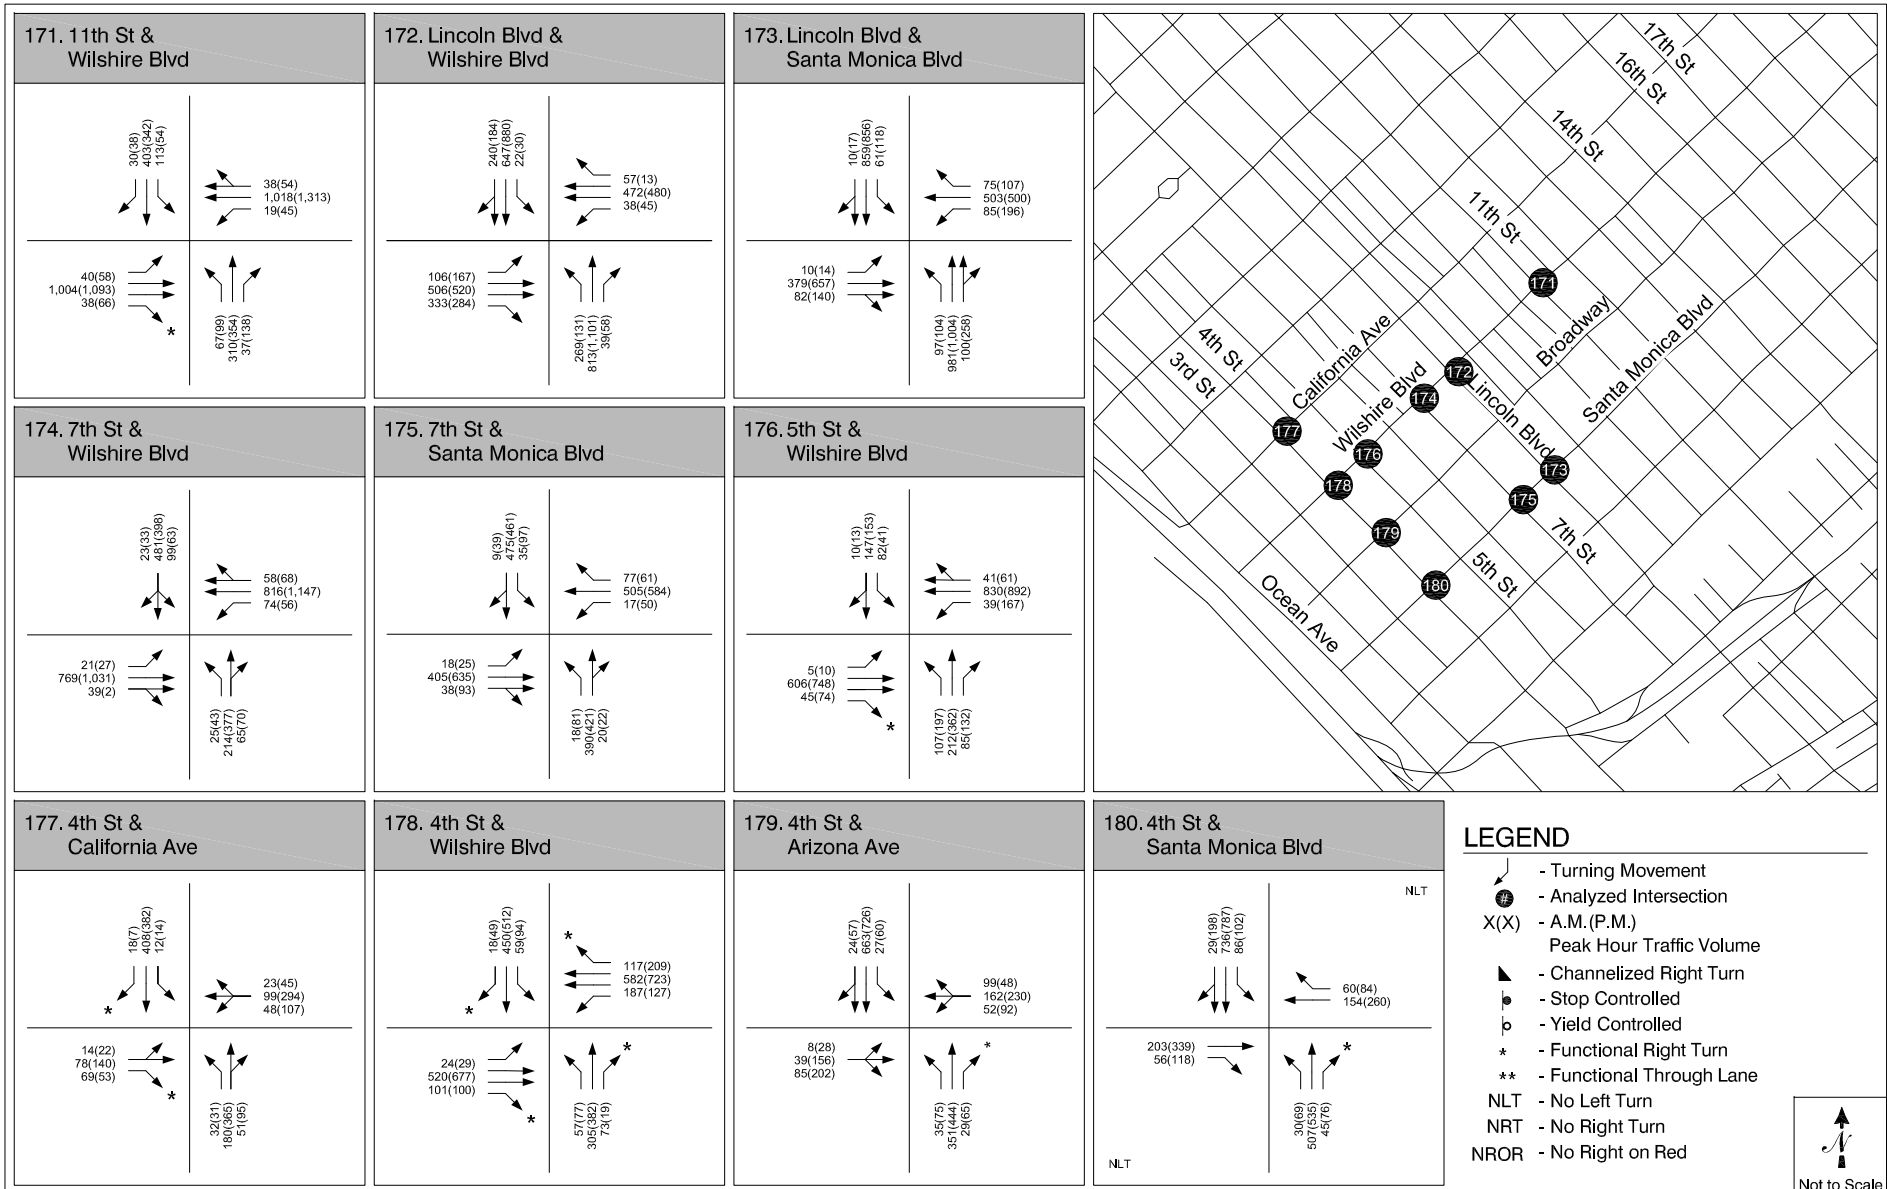 171. 11th St &
Wilshire Blvd
30(38)
403(342)
113(54)
38(54)
1,018(1,313)
19(45)
40(58)
1,004(1,093)
38(66)
*
67(99)
310(354)
37(138)
172. Lincoln Blvd &
Wilshire Blvd
240(184)
647(880)
22(30)
57(13)
472(480)
38(45)
106(167)
506(520)
333(284)
269(131)
813(1,101)
39(58)
173. Lincoln Blvd &
Santa Monica Blvd
10(17)
859(856)
61(118)
75(107)
503(500)
85(196)
10(14)
379(657)
82(140)
97(104)
981(1,004)
100(258)
17th St
16th St
14th St
11th St
171
Broadway
Santa Monica Blvd
4th St
3rd St
California Ave
172
Lincoln Blvd
174
Wilshire Blvd
177
176
173
178
175
179
7th St
5th St
180
Ocean Ave
174. 7th St &
Wilshire Blvd
23(33)
481(398)
99(63)
58(68)
816(1,147)
74(56)
21(27)
769(1,031)
39(2)
25(43)
214(377)
65(70)
175. 7th St &
Santa Monica Blvd
9(39)
475(461)
35(97)
77(61)
505(584)
17(50)
18(25)
405(635)
38(93)
18(81)
390(421)
20(22)
176. 5th St &
Wilshire Blvd
10(13)
147(153)
82(41)
41(61)
830(892)
39(167)
5(10)
606(748)
45(74)
*
107(197)
212(362)
85(132)
177. 4th St &
California Ave
18(7)
408(382)
12(14)
*
23(45)
99(294)
48(107)
14(22)
78(140)
69(53)
*
32(31)
180(365)
51(95)
178. 4th St &
Wilshire Blvd
18(49)
450(512)
59(94)
*
*
117(209)
582(723)
187(127)
24(29)
520(677)
101(100)
*
*
57(77)
305(382)
73(19)
179. 4th St &
Arizona Ave
24(57)
663(726)
27(60)
99(48)
162(230)
52(92)
8(28)
39(156)
85(202)
*
35(75)
351(444)
29(65)
180. 4th St &
Santa Monica Blvd
NLT
29(198)
736(787)
86(102)
60(84)
154(260)
203(339)
56(118)
*
30(69)
507(535)
45(76)
NLT
LEGEND
- Turning Movement
# - Analyzed Intersection
X(X) - A.M.(P.M.)
Peak Hour Traffic Volume
- Channelized Right Turn
- Stop Controlled
- Yield Controlled
* - Functional Right Turn
** - Functional Through Lane
NLT - No Left Turn
NRT - No Right Turn
NROR - No Right on Red
N
Not to Scale